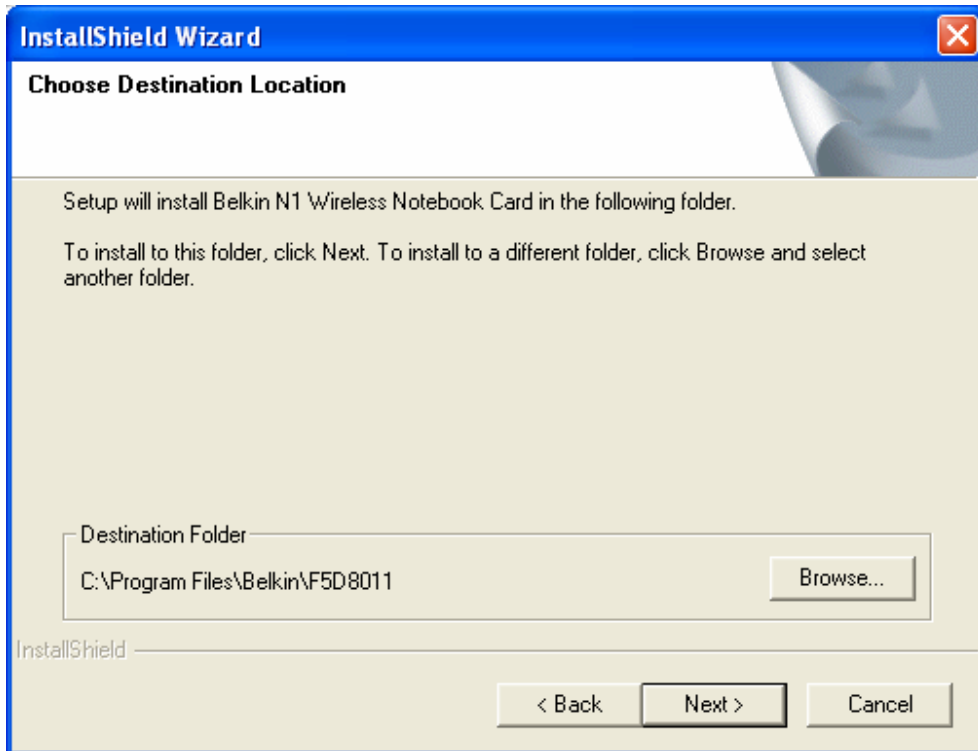 InstallShield Wizard
Choose Destination Location
Setup will install Belkin N1 Wireless Notebook Card in the following folder.
To install to this folder, click Next. To install to a different folder, click Browse and select
another folder.
Destination Folder
C:\Program Files\Belkin\F5D8011
Browse...
InstallShield
< Back
Next >
Cancel